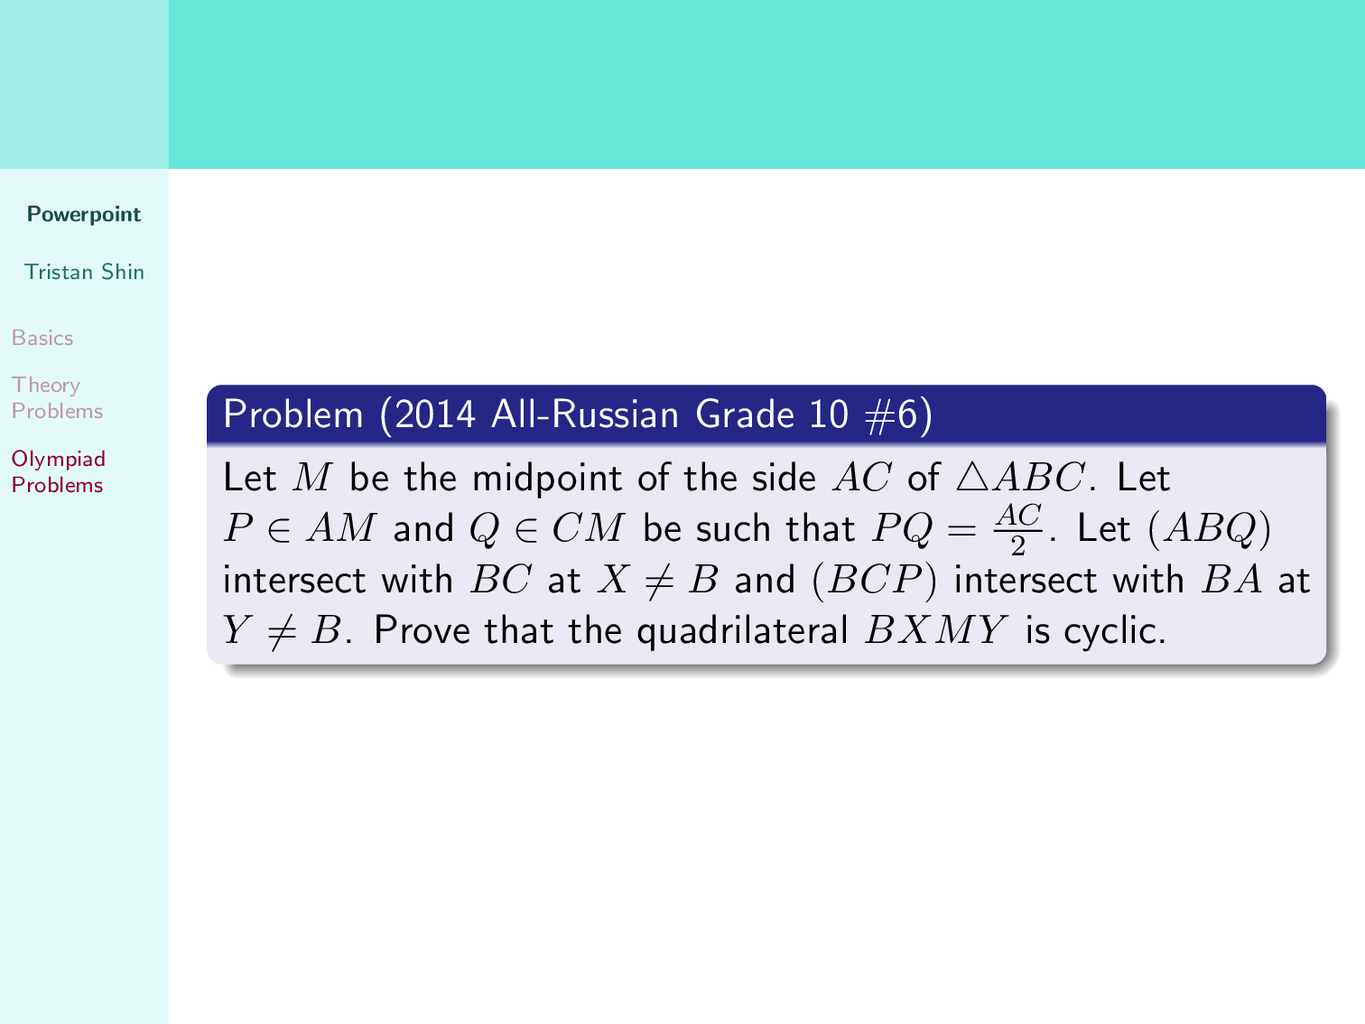 Powerpoint
Tristan Shin
Basics
Theory
Problems
Olympiad
Problems
Problem (2014 All-Russian Grade 10 #6)
Let M be the midpoint of the side AC of △ABC. Let
P ∈ AM and Q ∈ CM be such that PQ = AC/2. Let (ABQ)
intersect with BC at X ≠ B and (BCP) intersect with BA at
Y ≠ B. Prove that the quadrilateral BXMY is cyclic.